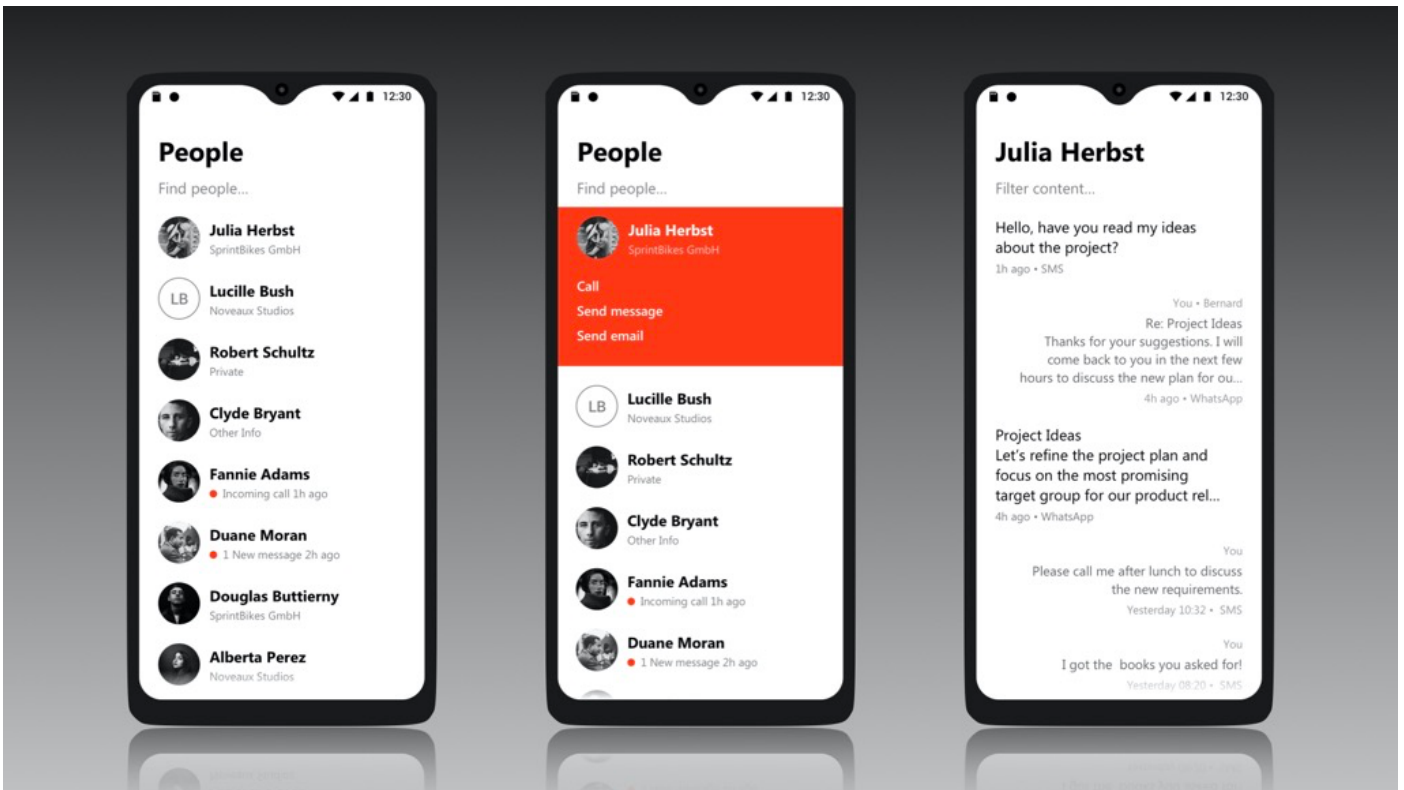 12:30
People
Find people...
Julia Herbst
SprintBikes GmbH
LB
Lucille Bush
Noveaux Studios
Robert Schultz
Private
Clyde Bryant
Other Info
Fannie Adams
Incoming call 1h ago
Duane Moran
1 New message 2h ago
Douglas Buttierny
SprintBikes GmbH
Alberta Perez
Noveaux Studios
12:30
People
Find people...
Julia Herbst
SprintBikes GmbH
Call
Send message
Send email
LB
Lucille Bush
Noveaux Studios
Robert Schultz
Private
Clyde Bryant
Other Info
Fannie Adams
Incoming call 1h ago
Duane Moran
1 New message 2h ago
12:30
Julia Herbst
Filter content...
Hello, have you read my ideas
about the project?
1h ago • SMS
You • Bernard
Re: Project Ideas
Thanks for your suggestions. I will
come back to you in the next few
hours to discuss the new plan for ou...
4h ago • WhatsApp
Project Ideas
Let's refine the project plan and
focus on the most promising
target group for our product rel...
4h ago • WhatsApp
You
Please call me after lunch to discuss
the new requirements.
Yesterday 10:32 • SMS
You
I got the books you asked for!
Yesterday 08:20 • SMS